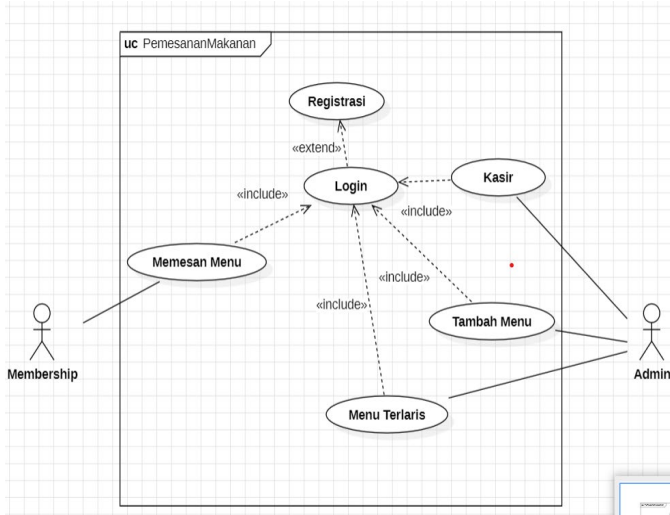 uc PemesananMakanan
Registrasi
«extend»
Login
Kasir
«include»
«include»
Memesan Menu
«include»
«include»
Tambah Menu
Membership
Admin
Menu Terlaris